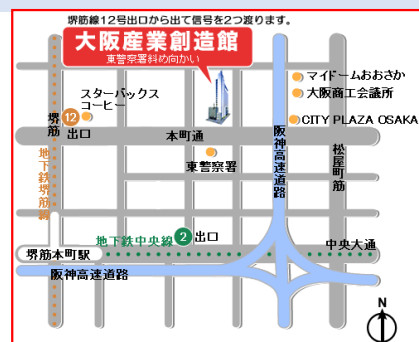 堺筋線12号出口から出て信号を2つ渡ります。
大阪産業創造館
東警察署斜め向かい
マイドームおおさか
大阪商工会議所
CITY PLAZA OSAKA
スターバックス
コーヒー
堺筋
12
出口
本町通
東警察署
阪神高速道路
松屋町筋
地下鉄堺筋線
地下鉄中央線
2
出口
中央大通
堺筋本町駅
阪神高速道路
N